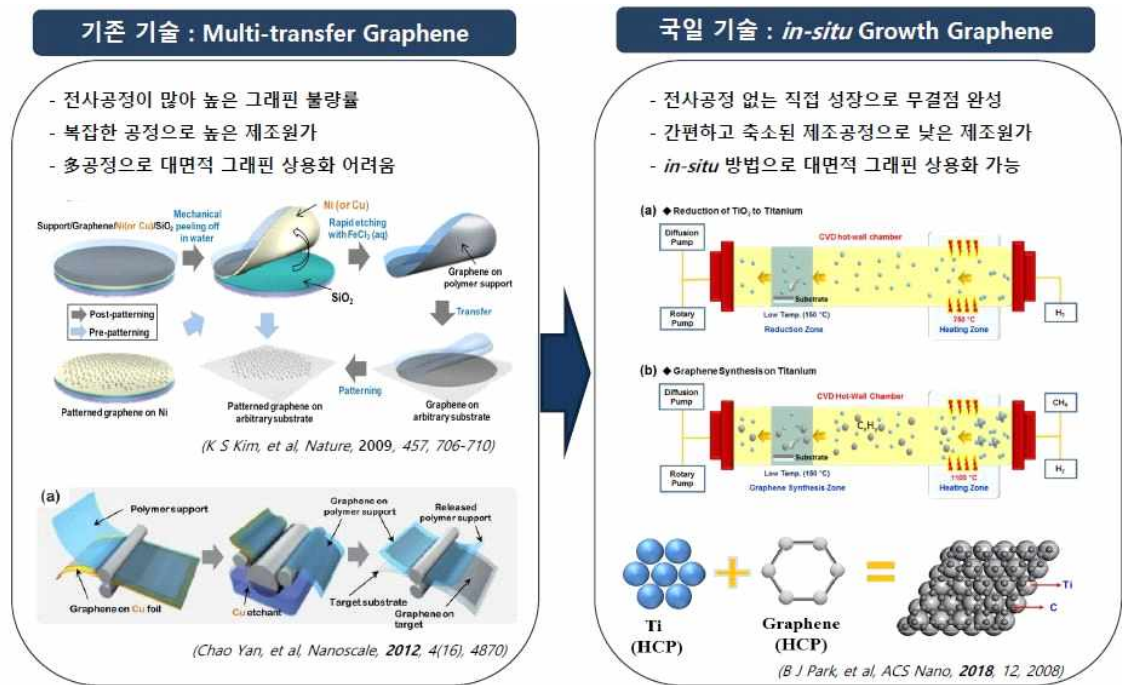 기존 기술 : Multi-transfer Graphene
- 전사공정이 많아 높은 그래핀 불량률
- 복잡한 공정으로 높은 제조원가
- 多공정으로 대면적 그래핀 상용화 어려움
Support/Graphene/Ni(or Cu)/SiO₂
Mechanical
peeling off
in water
Ni (or Cu)
Rapid etching
with FeCl₃ (aq)
SiO₂
Graphene on
polymer support
Post-patterning
Pre-patterning
Transfer
Patterning
Patterned graphene on Ni
Patterned graphene on
arbitrary substrate
Graphene on
arbitrary substrate
(K S Kim, et al, Nature, 2009, 457, 706-710)
(a)
Polymer support
Graphene on Cu foil
Cu etchant
Graphene on
polymer support
Released
polymer support
Target substrate
Graphene on
target
(Chao Yan, et al, Nanoscale, 2012, 4(16), 4870)
국일 기술 : in-situ Growth Graphene
- 전사공정 없는 직접 성장으로 무결점 완성
- 간편하고 축소된 제조공정으로 낮은 제조원가
- in-situ 방법으로 대면적 그래핀 상용화 가능
(a) ◆ Reduction of TiO₂ to Titanium
Diffusion
Pump
CVD hot-wall chamber
Substrate
Rotary
Pump
Low Temp. (150 °C)
Reduction Zone
750 °C
Heating Zone
H₂
(b) ◆ Graphene Synthesis on Titanium
Diffusion
Pump
CVD Hot-Wall Chamber
CH₄
Substrate
Rotary
Pump
Low Temp. (150 °C)
Graphene Synthesis Zone
1100 °C
Heating Zone
H₂
Ti
(HCP)
Graphene
(HCP)
Ti
C
(B J Park, et al, ACS Nano, 2018, 12, 2008)